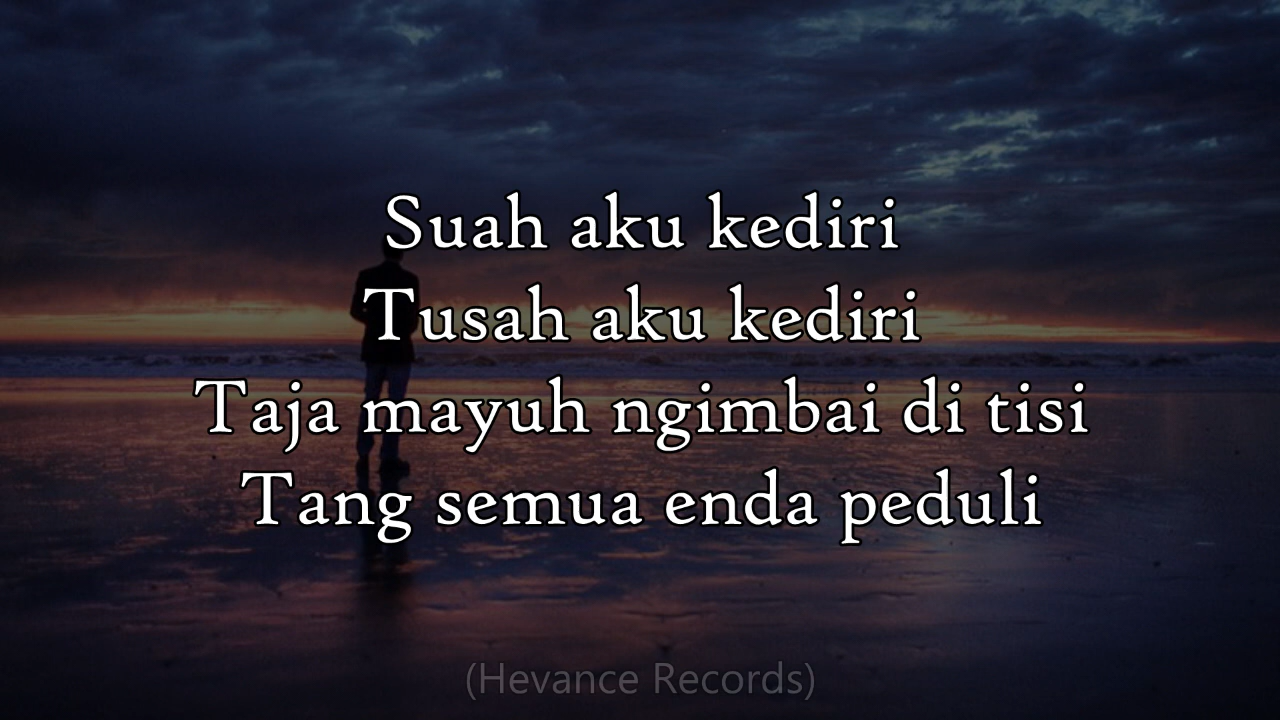 Suah aku kediri
Tusah aku kediri
Taja mayuh ngimbai di tisi
Tang semua enda peduli
(Hevance Records)